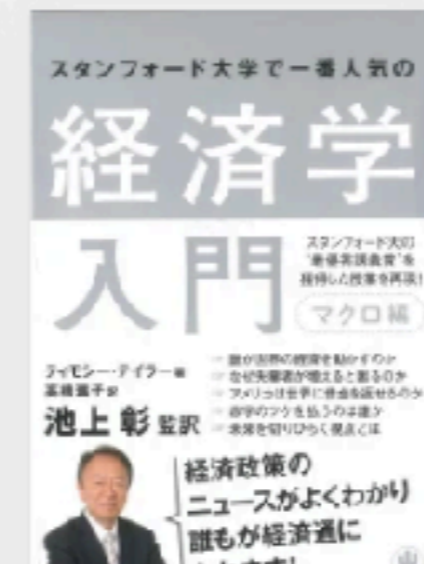 スタンフォード大学で一番人気の
経済学
入門
スタンフォード大の
"最優秀講義賞"を
獲得した授業を再現!
マクロ編
ティモシー・テイラー 著
高橋璃子 訳
池上 彰 監訳
誰が世界の経済を動かすのか
なぜ失業者が増えると困るのか
アメリカは世界に借金を返せるのか
赤字のツケを払うのは誰か
未来を切りひらく視点とは
経済政策の
ニュースがよくわかり
誰もが経済通に